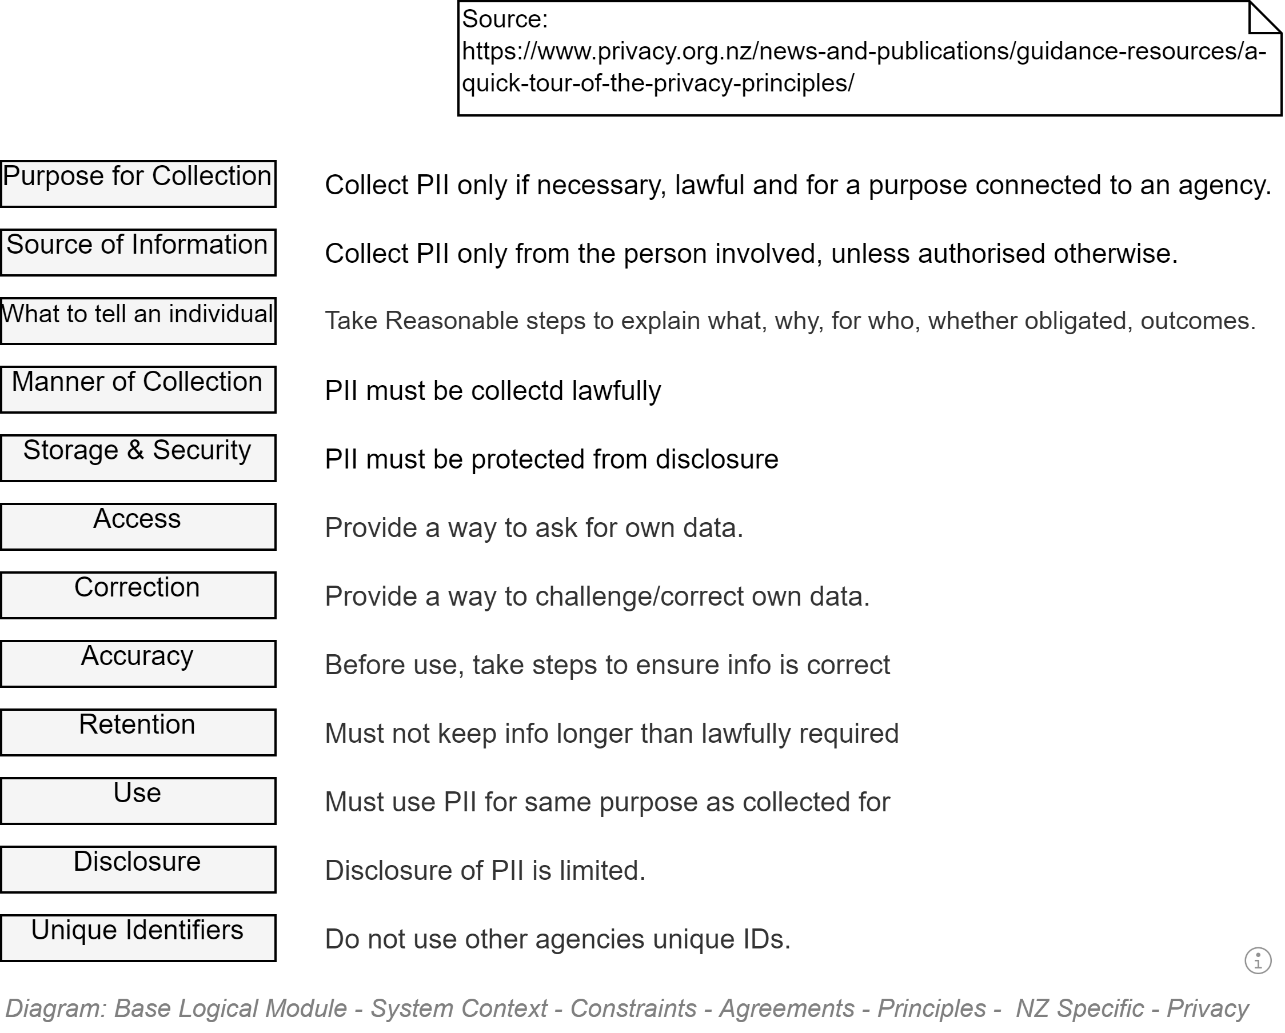 Source:
https://www.privacy.org.nz/news-and-publications/guidance-resources/a-
quick-tour-of-the-privacy-principles/
Purpose for Collection
Collect PII only if necessary, lawful and for a purpose connected to an agency.
Source of Information
Collect PII only from the person involved, unless authorised otherwise.
What to tell an individual
Take Reasonable steps to explain what, why, for who, whether obligated, outcomes.
Manner of Collection
PII must be collectd lawfully
Storage & Security
PII must be protected from disclosure
Access
Provide a way to ask for own data.
Correction
Provide a way to challenge/correct own data.
Accuracy
Before use, take steps to ensure info is correct
Retention
Must not keep info longer than lawfully required
Use
Must use PII for same purpose as collected for
Disclosure
Disclosure of PII is limited.
Unique Identifiers
Do not use other agencies unique IDs.
Diagram: Base Logical Module - System Context - Constraints - Agreements - Principles -  NZ Specific - Privacy